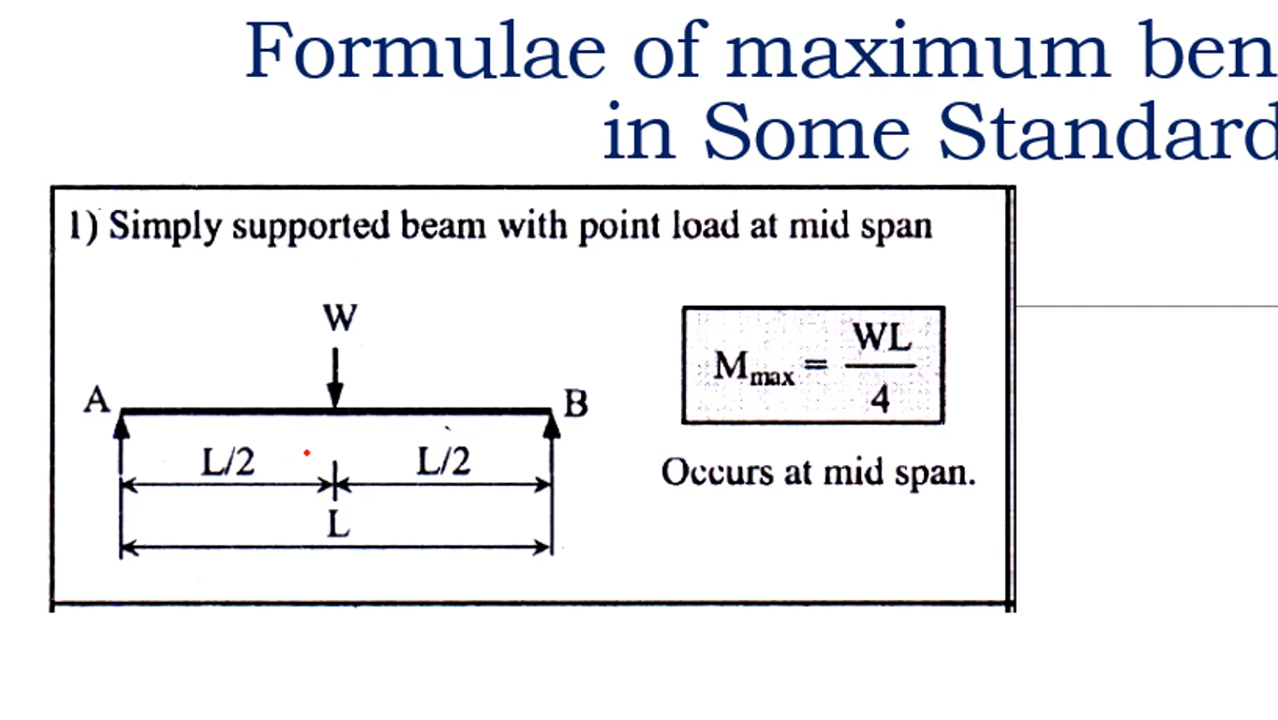 Formulae of maximum ben
in Some Standard
1) Simply supported beam with point load at mid span
W
A
B
L/2
L/2
L
M_max = WL/4
Occurs at mid span.